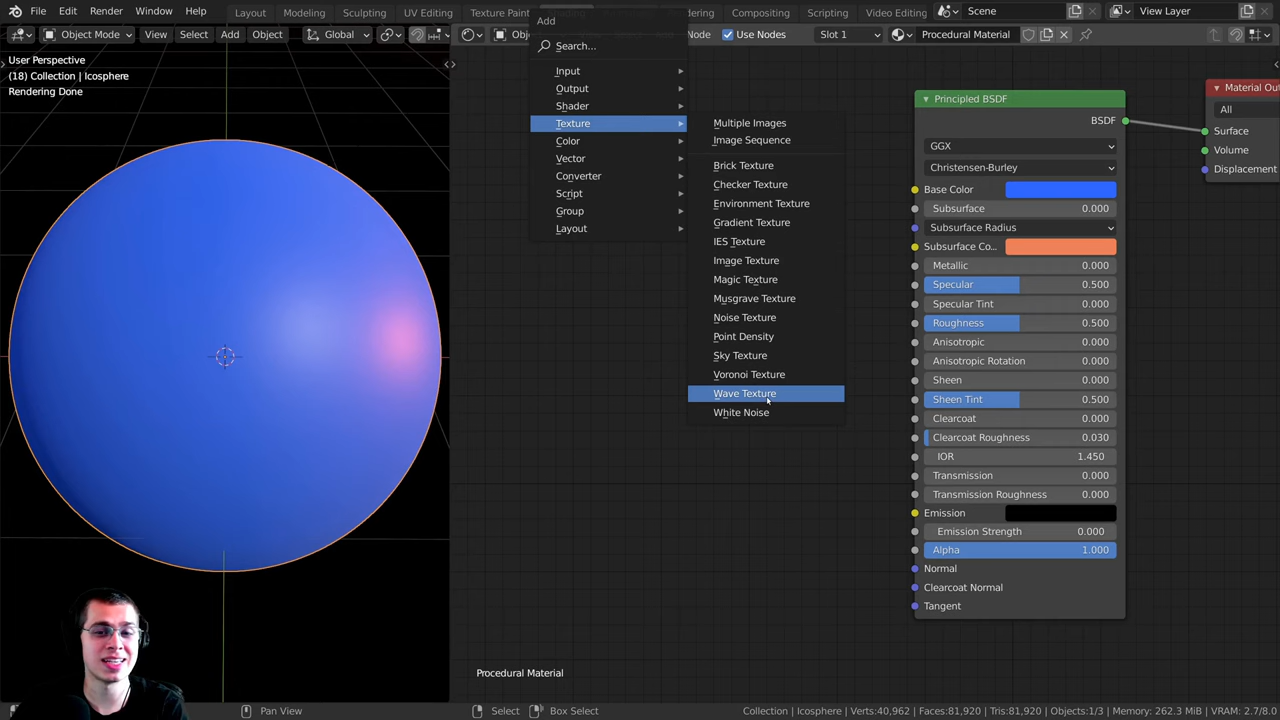 File Edit Render Window Help Layout Modeling Sculpting UV Editing Texture Paint Compositing Scripting Video Editing Scene View Layer
Object Mode View Select Add Object Global Node Use Nodes Slot 1 Procedural Material
User Perspective
(18) Collection | Icosphere
Rendering Done
Add
Search...
Input
Output
Shader
Texture
Color
Vector
Converter
Script
Group
Layout
Multiple Images
Image Sequence
Brick Texture
Checker Texture
Environment Texture
Gradient Texture
IES Texture
Image Texture
Magic Texture
Musgrave Texture
Noise Texture
Point Density
Sky Texture
Voronoi Texture
Wave Texture
White Noise
Principled BSDF
BSDF
GGX
Christensen-Burley
Base Color
Subsurface 0.000
Subsurface Radius
Subsurface Co...
Metallic 0.000
Specular 0.500
Specular Tint 0.000
Roughness 0.500
Anisotropic 0.000
Anisotropic Rotation 0.000
Sheen 0.000
Sheen Tint 0.500
Clearcoat 0.000
Clearcoat Roughness 0.030
IOR 1.450
Transmission 0.000
Transmission Roughness 0.000
Emission
Emission Strength 0.000
Alpha 1.000
Normal
Clearcoat Normal
Tangent
Material Out
All
Surface
Volume
Displacement
Procedural Material
Pan View Select Box Select Collection | Icosphere | Verts:40,962 | Faces:81,920 | Tris:81,920 | Objects:1/3 | Memory: 262.3 MiB | VRAM: 2.7/8.0